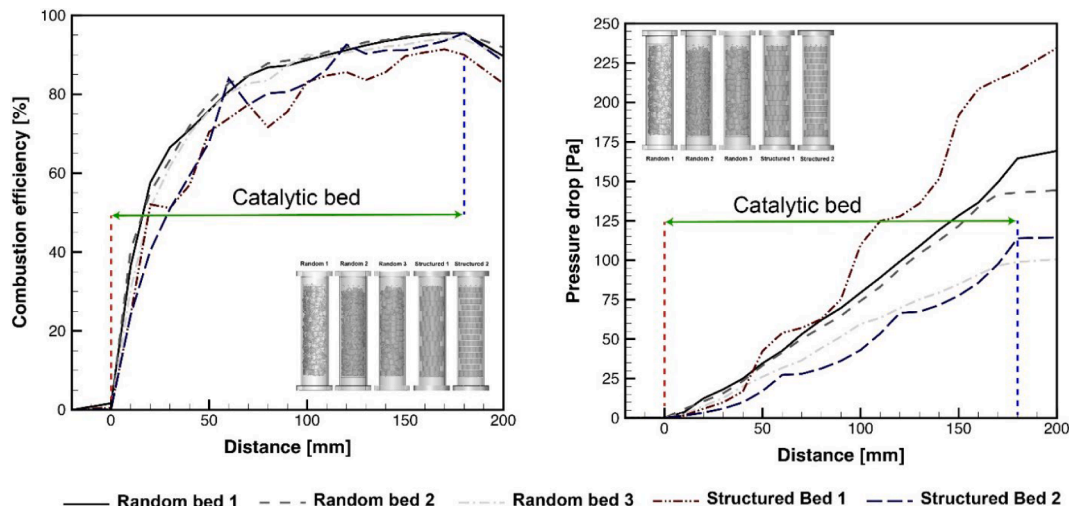 Combustion efficiency [%]
100
80
60
40
20
0
Catalytic bed
Random 1 Random 2 Random 3 Structured 1 Structured 2
0 50 100 150 200
Distance [mm]
Pressure drop [Pa]
250
225
200
175
150
125
100
75
50
25
0
Random 1 Random 2 Random 3 Structured 1 Structured 2
Catalytic bed
0 50 100 150 200
Distance [mm]
Random bed 1 Random bed 2 Random bed 3 Structured Bed 1 Structured Bed 2